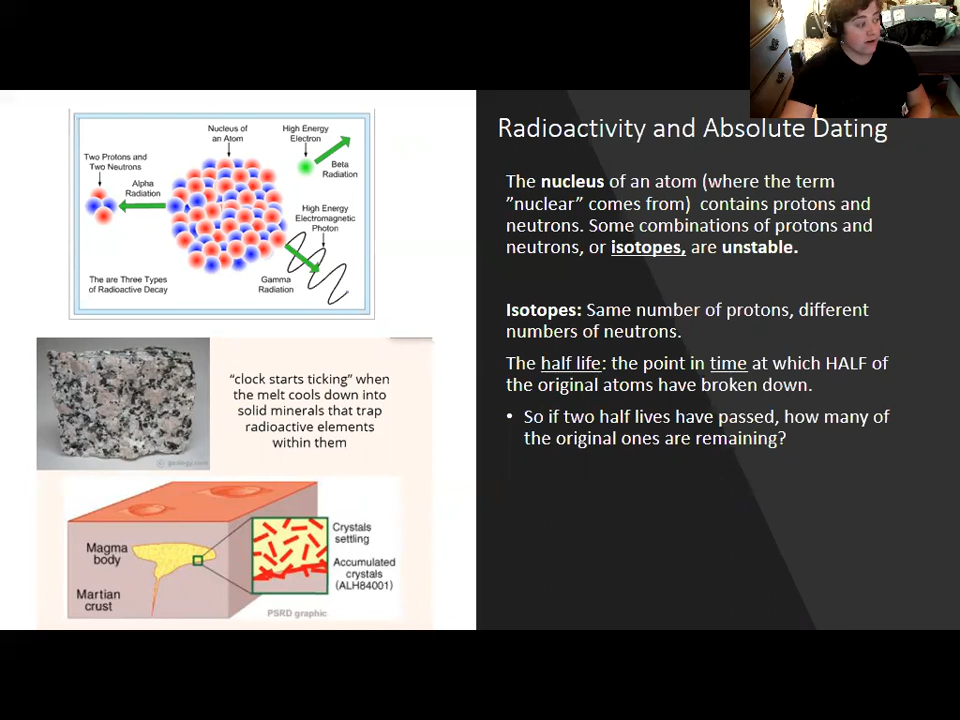 Radioactivity and Absolute Dating
The nucleus of an atom (where the term
”nuclear” comes from)  contains protons and
neutrons. Some combinations of protons and
neutrons, or isotopes, are unstable.
Isotopes: Same number of protons, different
numbers of neutrons.
The half life: the point in time at which HALF of
the original atoms have broken down.
• So if two half lives have passed, how many of
the original ones are remaining?
Nucleus of
an Atom
High Energy
Electron
Two Protons and
Two Neutrons
Alpha
Radiation
Beta
Radiation
High Energy
Electromagnetic
Photon
Gamma
Radiation
The are Three Types
of Radioactive Decay
“clock starts ticking” when
the melt cools down into
solid minerals that trap
radioactive elements
within them
geology.com
Magma
body
Martian
crust
Crystals
settling
Accumulated
crystals
(ALH84001)
PSRD graphic